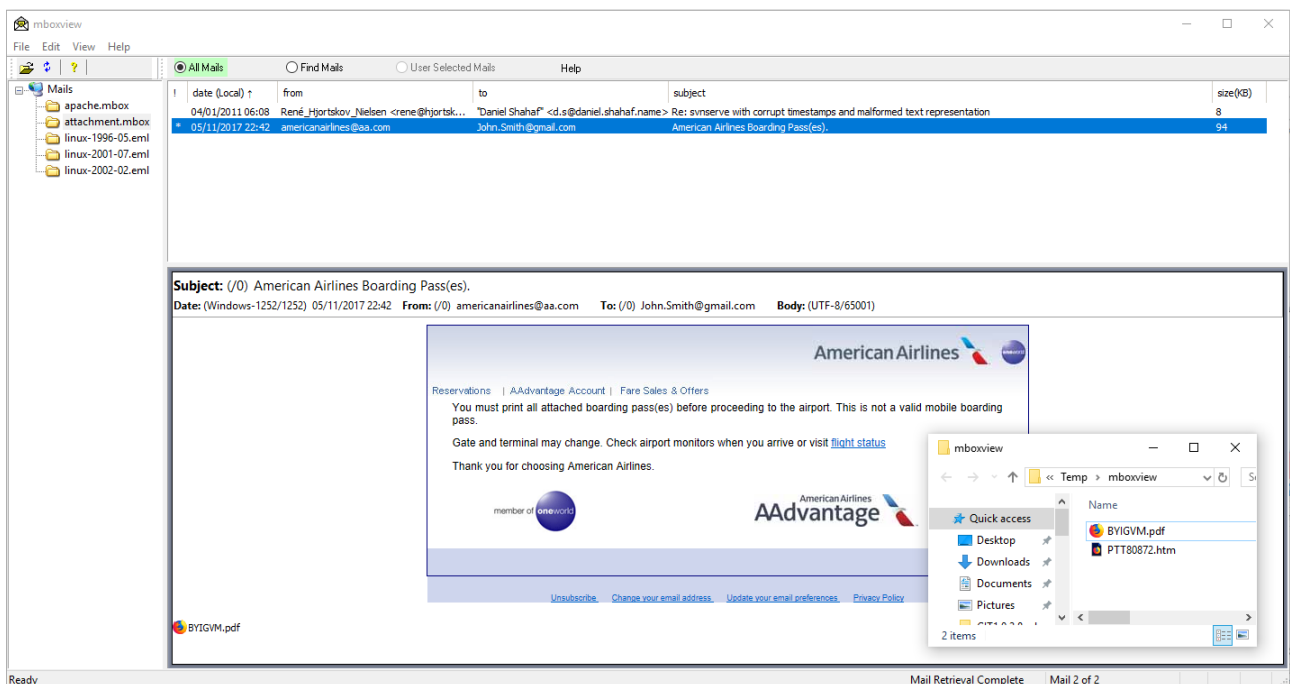 mboxview
File Edit View Help
All Mails Find Mails User Selected Mails Help
Mails
apache.mbox
attachment.mbox
linux-1996-05.eml
linux-2001-07.eml
linux-2002-02.eml
! date (Local) ↑ from to subject size(KB)
04/01/2011 06:08 René_Hjortskov_Nielsen <rene@hjortsk... "Daniel Shahaf" <d.s@daniel.shahaf.name> Re: svnserve with corrupt timestamps and malformed text representation 8
* 05/11/2017 22:42 americanairlines@aa.com John.Smith@gmail.com American Airlines Boarding Pass(es). 94
Subject: (/0) American Airlines Boarding Pass(es).
Date: (Windows-1252/1252) 05/11/2017 22:42 From: (/0) americanairlines@aa.com To: (/0) John.Smith@gmail.com Body: (UTF-8/65001)
American Airlines oneworld
Reservations | AAdvantage Account | Fare Sales & Offers
You must print all attached boarding pass(es) before proceeding to the airport. This is not a valid mobile boarding
pass.
Gate and terminal may change. Check airport monitors when you arrive or visit flight status
Thank you for choosing American Airlines.
member of oneworld
American Airlines
AAdvantage
Unsubscribe Change your email address Update your email preferences Privacy Policy
BYIGVM.pdf
mboxview
« Temp › mboxview
Name
Quick access
Desktop
Downloads
Documents
Pictures
BYIGVM.pdf
PTT80872.htm
2 items
Ready
Mail Retrieval Complete Mail 2 of 2